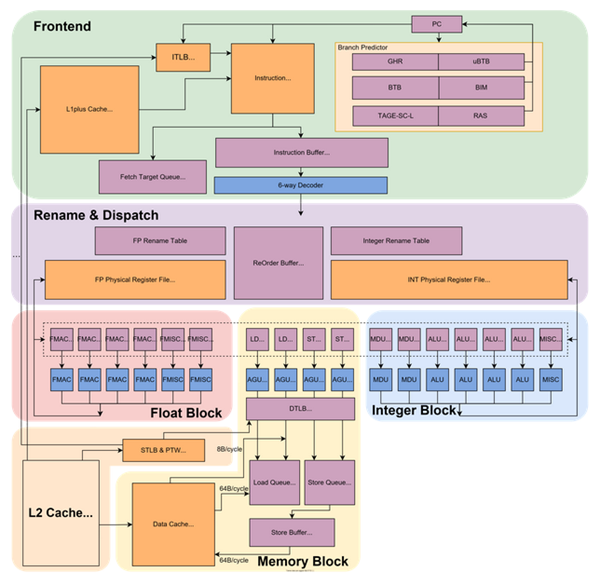 Frontend
PC
ITLB...
Instruction...
Branch Predictor
GHR
uBTB
L1plus Cache...
BTB
BIM
TAGE-SC-L
RAS
Instruction Buffer...
Fetch Target Queue...
6-way Decoder
Rename & Dispatch
FP Rename Table
ReOrder Buffer...
Integer Rename Table
...
FP Physical Register File...
INT Physical Register File...
FMAC...
FMAC...
FMAC...
FMAC...
FMISC...
FMISC...
LD...
LD...
ST...
ST...
MDU...
MDU...
ALU...
ALU...
ALU...
ALU...
MISC...
FMAC
FMAC
FMAC
FMAC
FMISC
FMISC
AGU...
AGU...
AGU...
AGU...
MDU
MDU
ALU
ALU
ALU
ALU
MISC
Float Block
DTLB...
Integer Block
STLB & PTW...
8B/cycle
L2 Cache...
Data Cache...
64B/cycle
Load Queue...
Store Queue...
Store Buffer...
64B/cycle
Memory Block